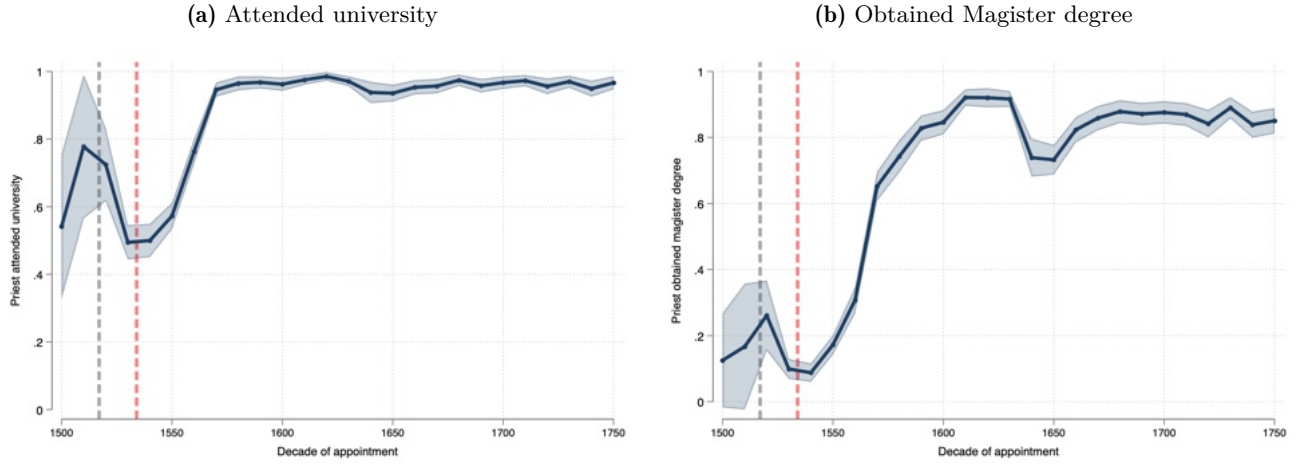 (a) Attended university
Priest attended university
1
.8
.6
.4
.2
0
1500 1550 1600 1650 1700 1750
Decade of appointment
(b) Obtained Magister degree
Priest obtained magister degree
1
.8
.6
.4
.2
0
1500 1550 1600 1650 1700 1750
Decade of appointment